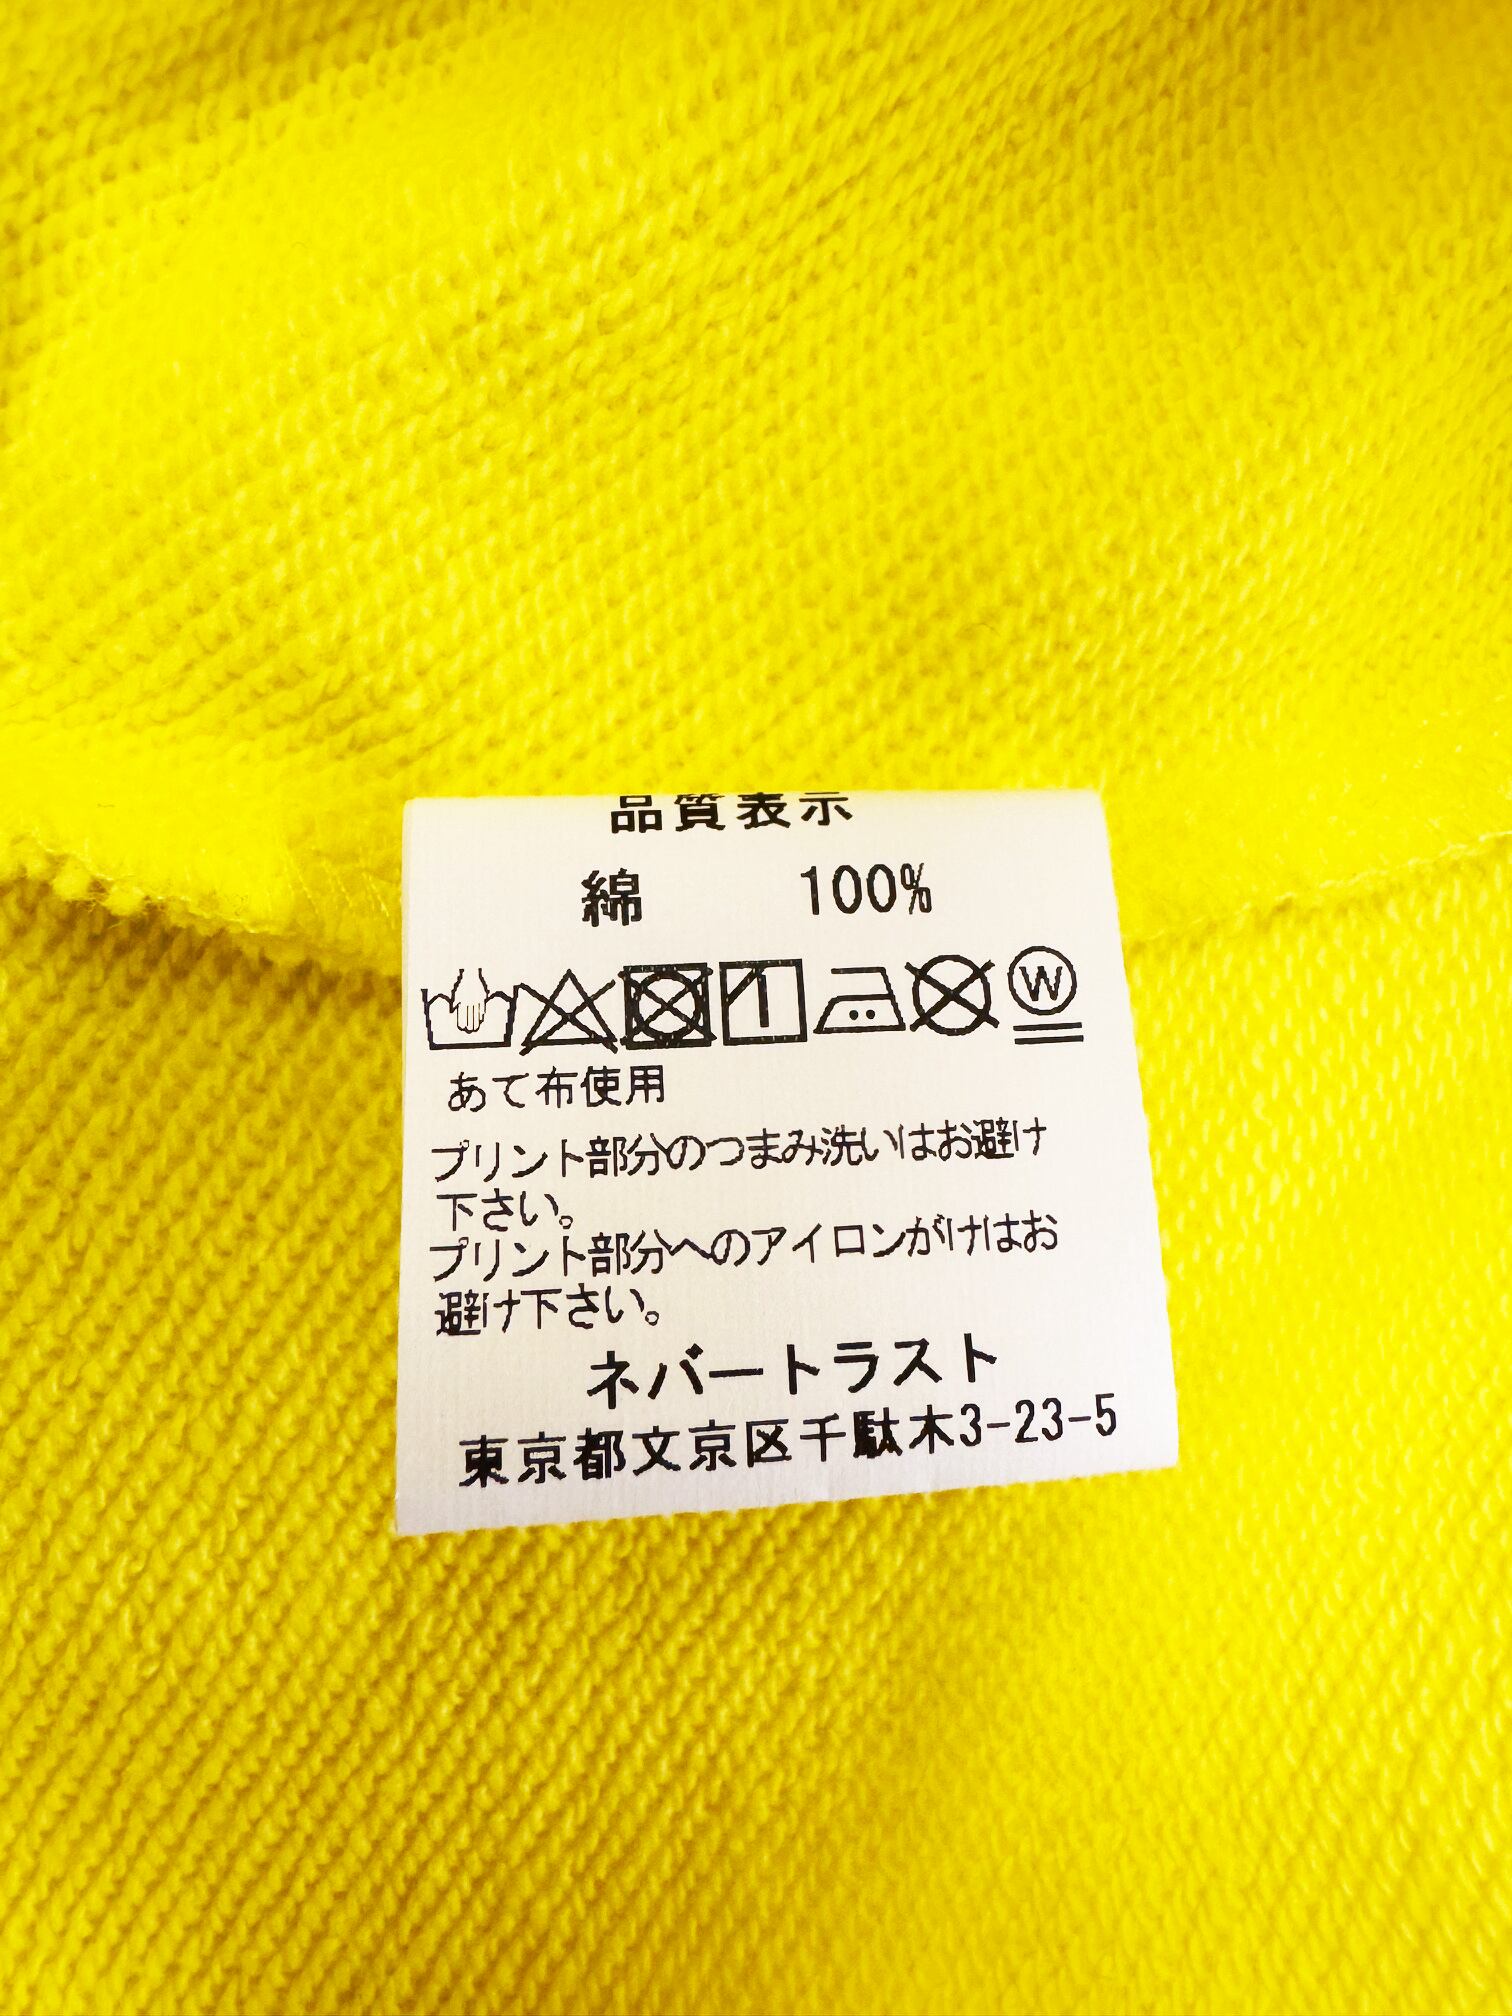 品質表示
綿 100%
W
あて布使用
プリント部分のつまみ洗いはお避け
下さい。
プリント部分へのアイロンがけはお
避け下さい。
ネバートラスト
東京都文京区千駄木3-23-5